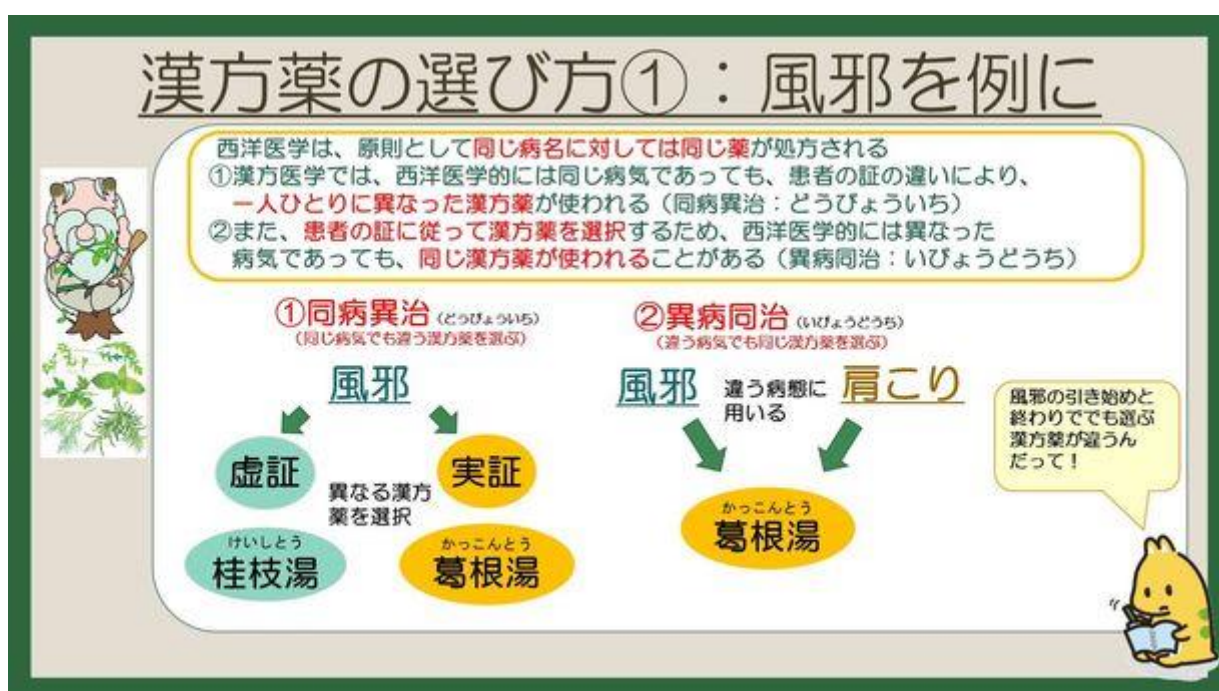 漢方薬の選び方①：風邪を例に
西洋医学は、原則として同じ病名に対しては同じ薬が処方される
①漢方医学では、西洋医学的には同じ病気であっても、患者の証の違いにより、
一人ひとりに異なった漢方薬が使われる（同病異治：どうびょういち）
②また、患者の証に従って漢方薬を選択するため、西洋医学的には異なった
病気であっても、同じ漢方薬が使われることがある（異病同治：いびょうどうち）
①同病異治（どうびょういち）
（同じ病気でも違う漢方薬を選ぶ）
風邪
虚証
実証
異なる漢方
薬を選択
けいしとう
桂枝湯
かっこんとう
葛根湯
②異病同治（いびょうどうち）
（違う病気でも同じ漢方薬を選ぶ）
風邪
違う病態に
用いる
肩こり
かっこんとう
葛根湯
風邪の引き始めと
終わりででも選ぶ
漢方薬が違うん
だって！